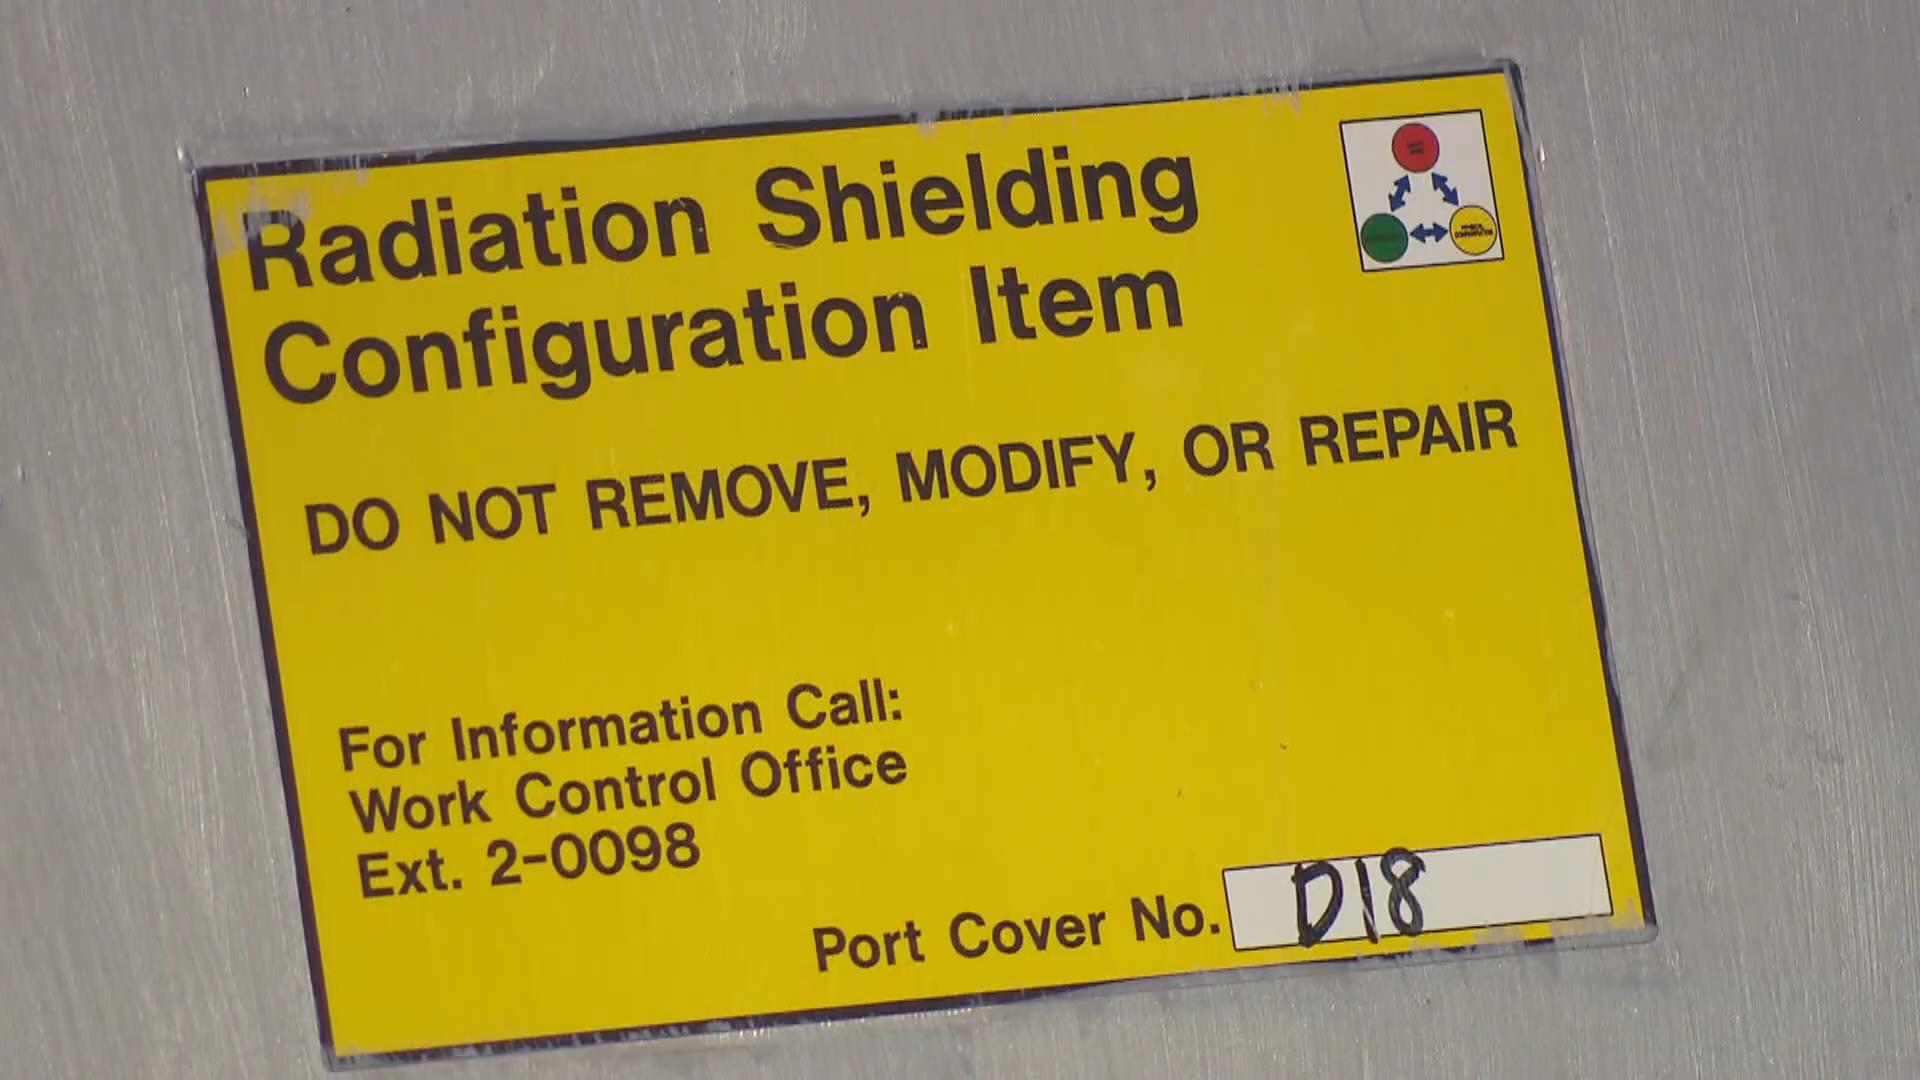 Radiation Shielding
Configuration Item
DO NOT REMOVE, MODIFY, OR REPAIR
For Information Call:
Work Control Office
Ext. 2-0098
Port Cover No. D18